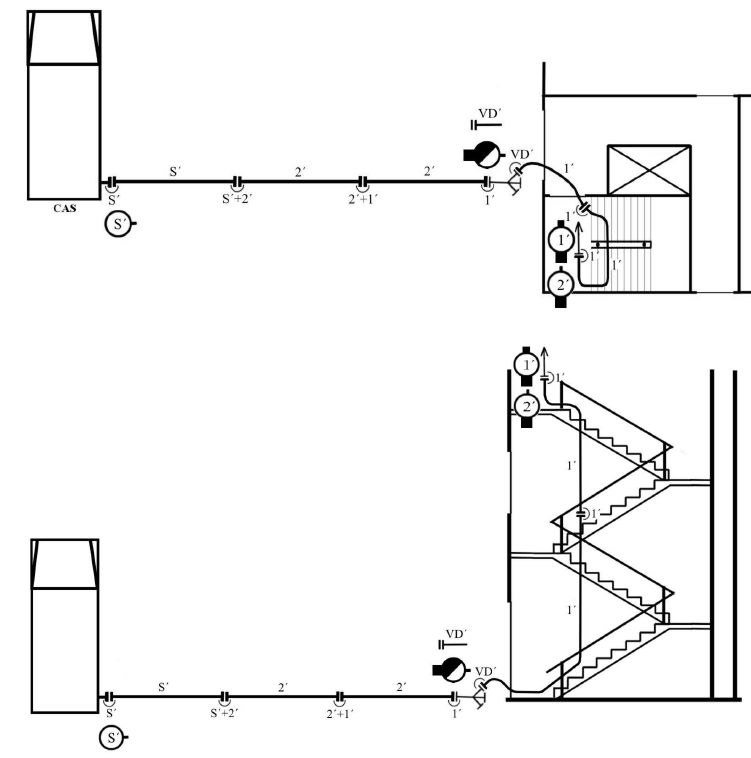 VD´
S´ 2´ 2´ VD´ 1´
S´ S´+2´ 2´+1´ 1´ 1´
CAS
S´
1´ 1´ 1´
2´
1´ 1´
2´
1´
1´
1´
VD´
S´ 2´ 2´ VD´
S´ S´+2´ 2´+1´ 1´
S´